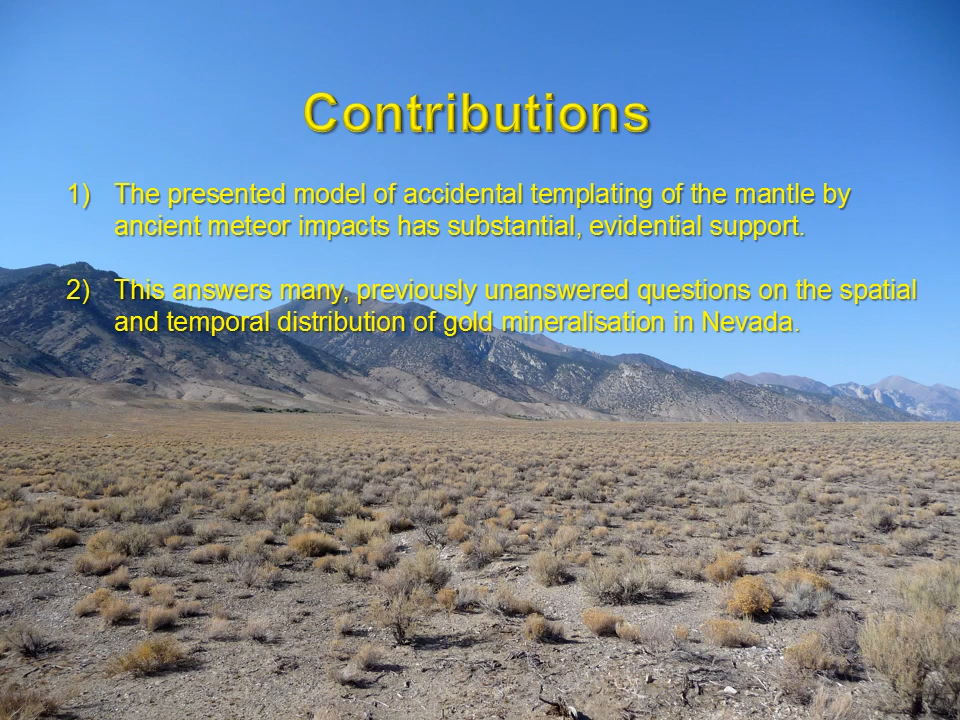 Contributions
1) The presented model of accidental templating of the mantle by
ancient meteor impacts has substantial, evidential support.
2) This answers many, previously unanswered questions on the spatial
and temporal distribution of gold mineralisation in Nevada.